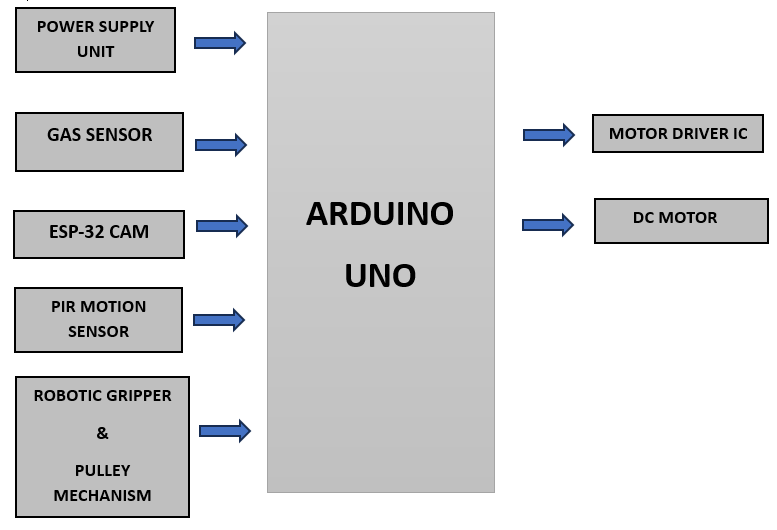 POWER SUPPLY
UNIT
GAS SENSOR
ESP-32 CAM
PIR MOTION
SENSOR
ROBOTIC GRIPPER
&
PULLEY
MECHANISM
ARDUINO
UNO
MOTOR DRIVER IC
DC MOTOR